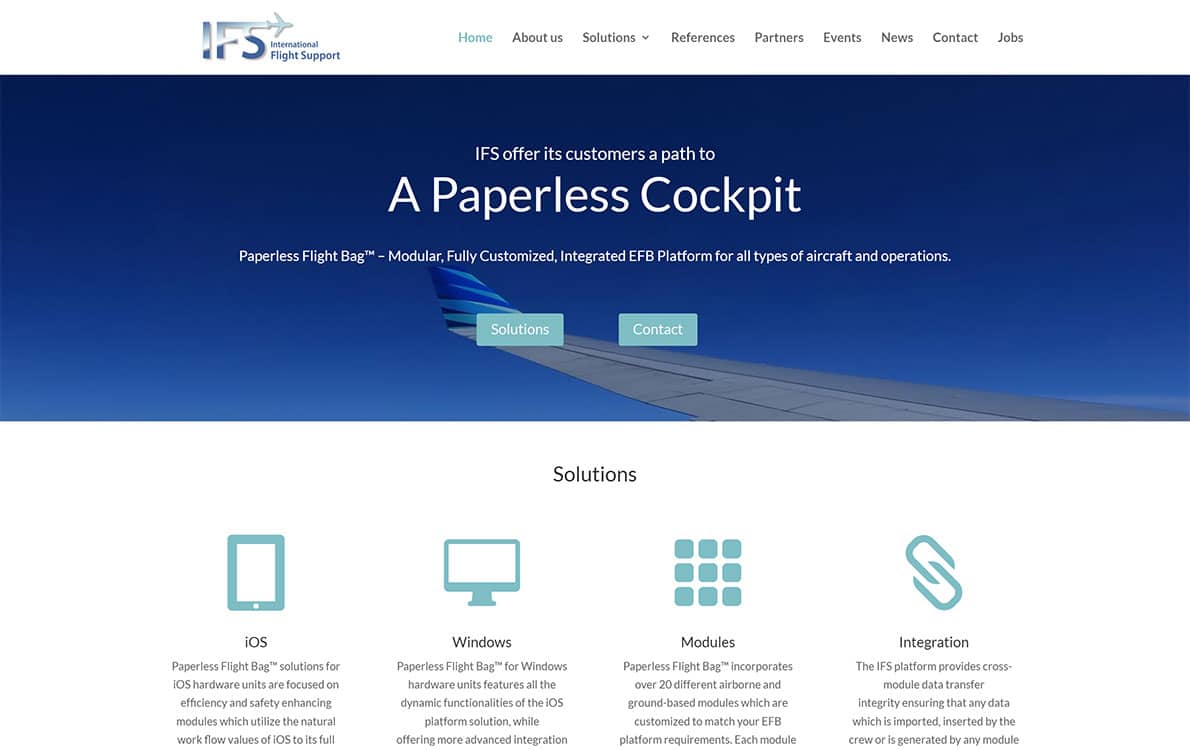 IFS International
Flight Support
Home About us Solutions References Partners Events News Contact Jobs
IFS offer its customers a path to
A Paperless Cockpit
Paperless Flight Bag™ – Modular, Fully Customized, Integrated EFB Platform for all types of aircraft and operations.
Solutions Contact
Solutions
iOS
Paperless Flight Bag™ solutions for
iOS hardware units are focused on
efficiency and safety enhancing
modules which utilize the natural
work flow values of iOS to its full
Windows
Paperless Flight Bag™ for Windows
hardware units features all the
dynamic functionalities of the iOS
platform solution, while
offering more advanced integration
Modules
Paperless Flight Bag™ incorporates
over 20 different airborne and
ground-based modules which are
customized to match your EFB
platform requirements. Each module
Integration
The IFS platform provides cross-
module data transfer
integrity ensuring that any data
which is imported, inserted by the
crew or is generated by any module